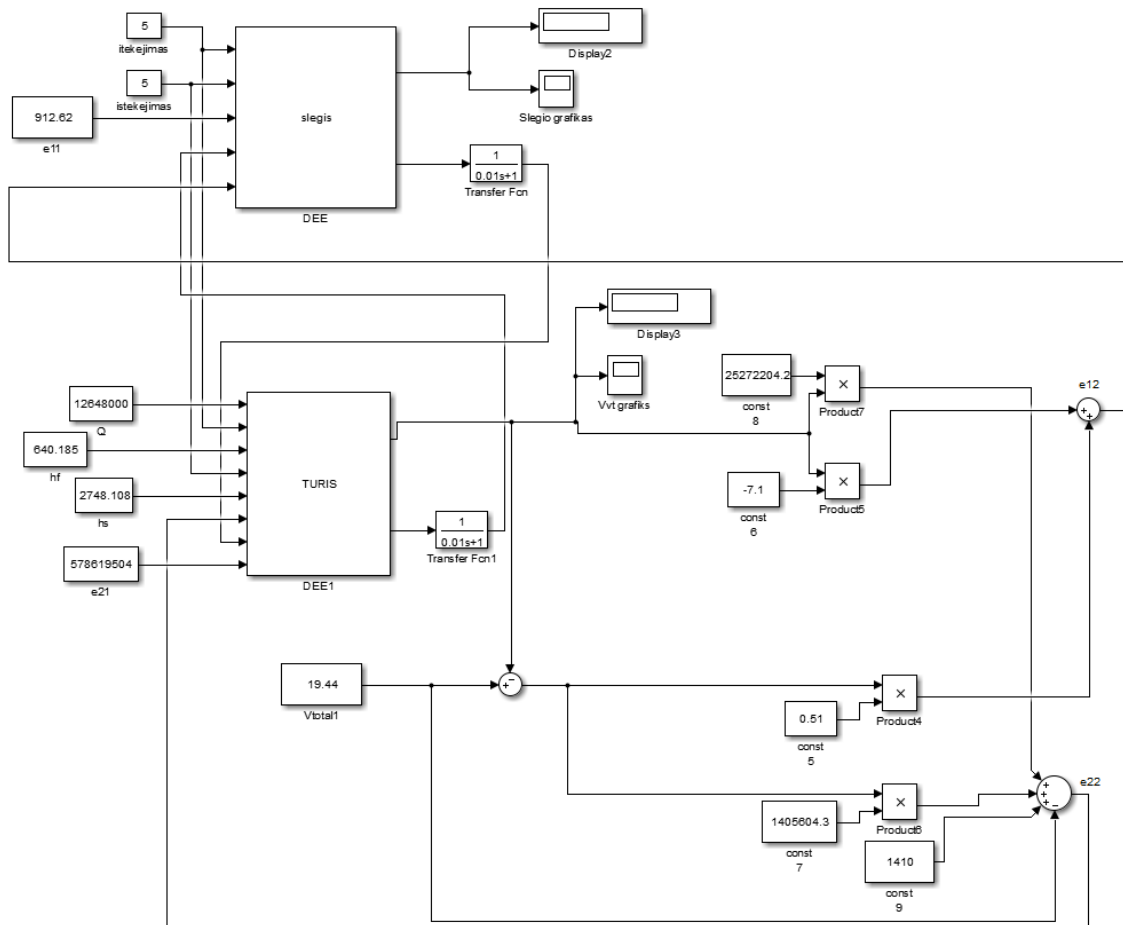 5
itekejimas
Display2
5
istekejimas
slegis
912.62
e11
Slegio grafikas
1
0.01s+1
Transfer Fcn
DEE
Display3
12648000
Q
Vvt grafiks
25272204.2
const
8
×
Product7
e12
640.185
hf
TURIS
2748.108
hs
-7.1
const
6
×
Product5
1
0.01s+1
Transfer Fcn1
578619504
e21
DEE1
19.44
Vtotal1
0.51
const
5
×
Product4
e22
1405604.3
const
7
×
Product6
1410
const
9